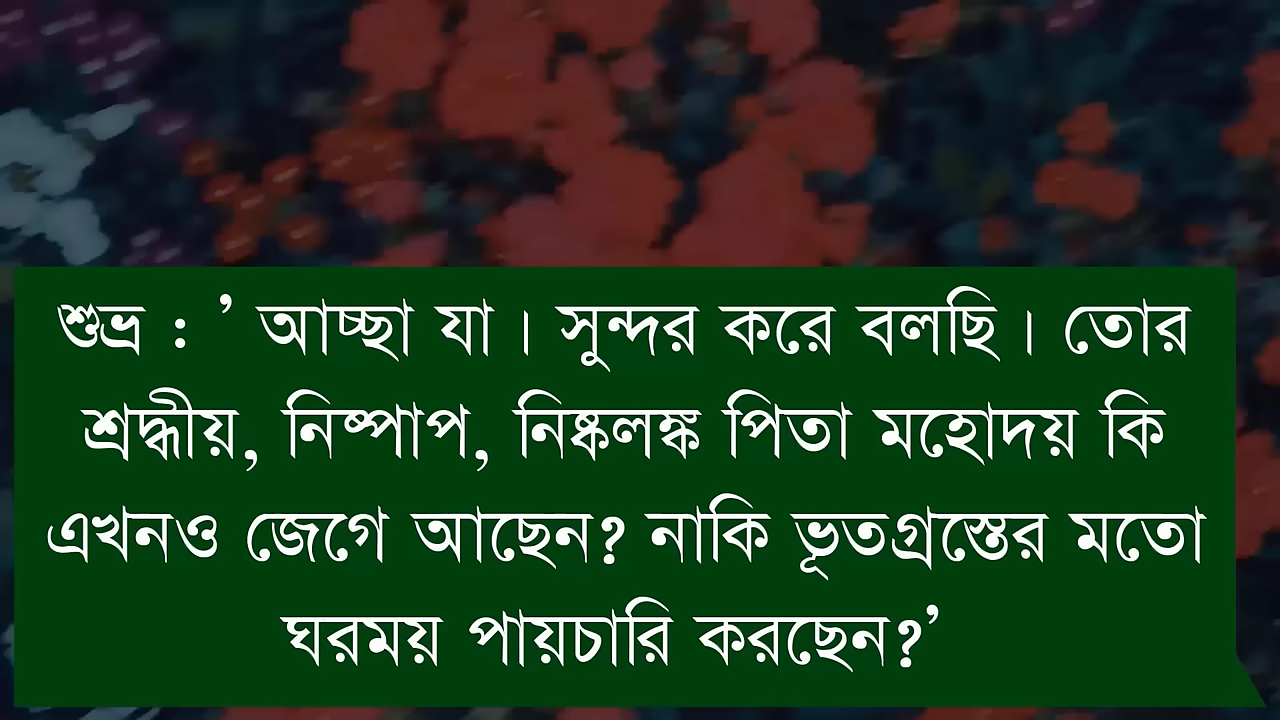 শুভ্র : ’ আচ্ছা যা। সুন্দর করে বলছি। তোর
শ্রদ্ধীয়, নিষ্পাপ, নিষ্কলঙ্ক পিতা মহোদয় কি
এখনও জেগে আছেন? নাকি ভূতগ্রস্তের মতো
ঘরময় পায়চারি করছেন?’